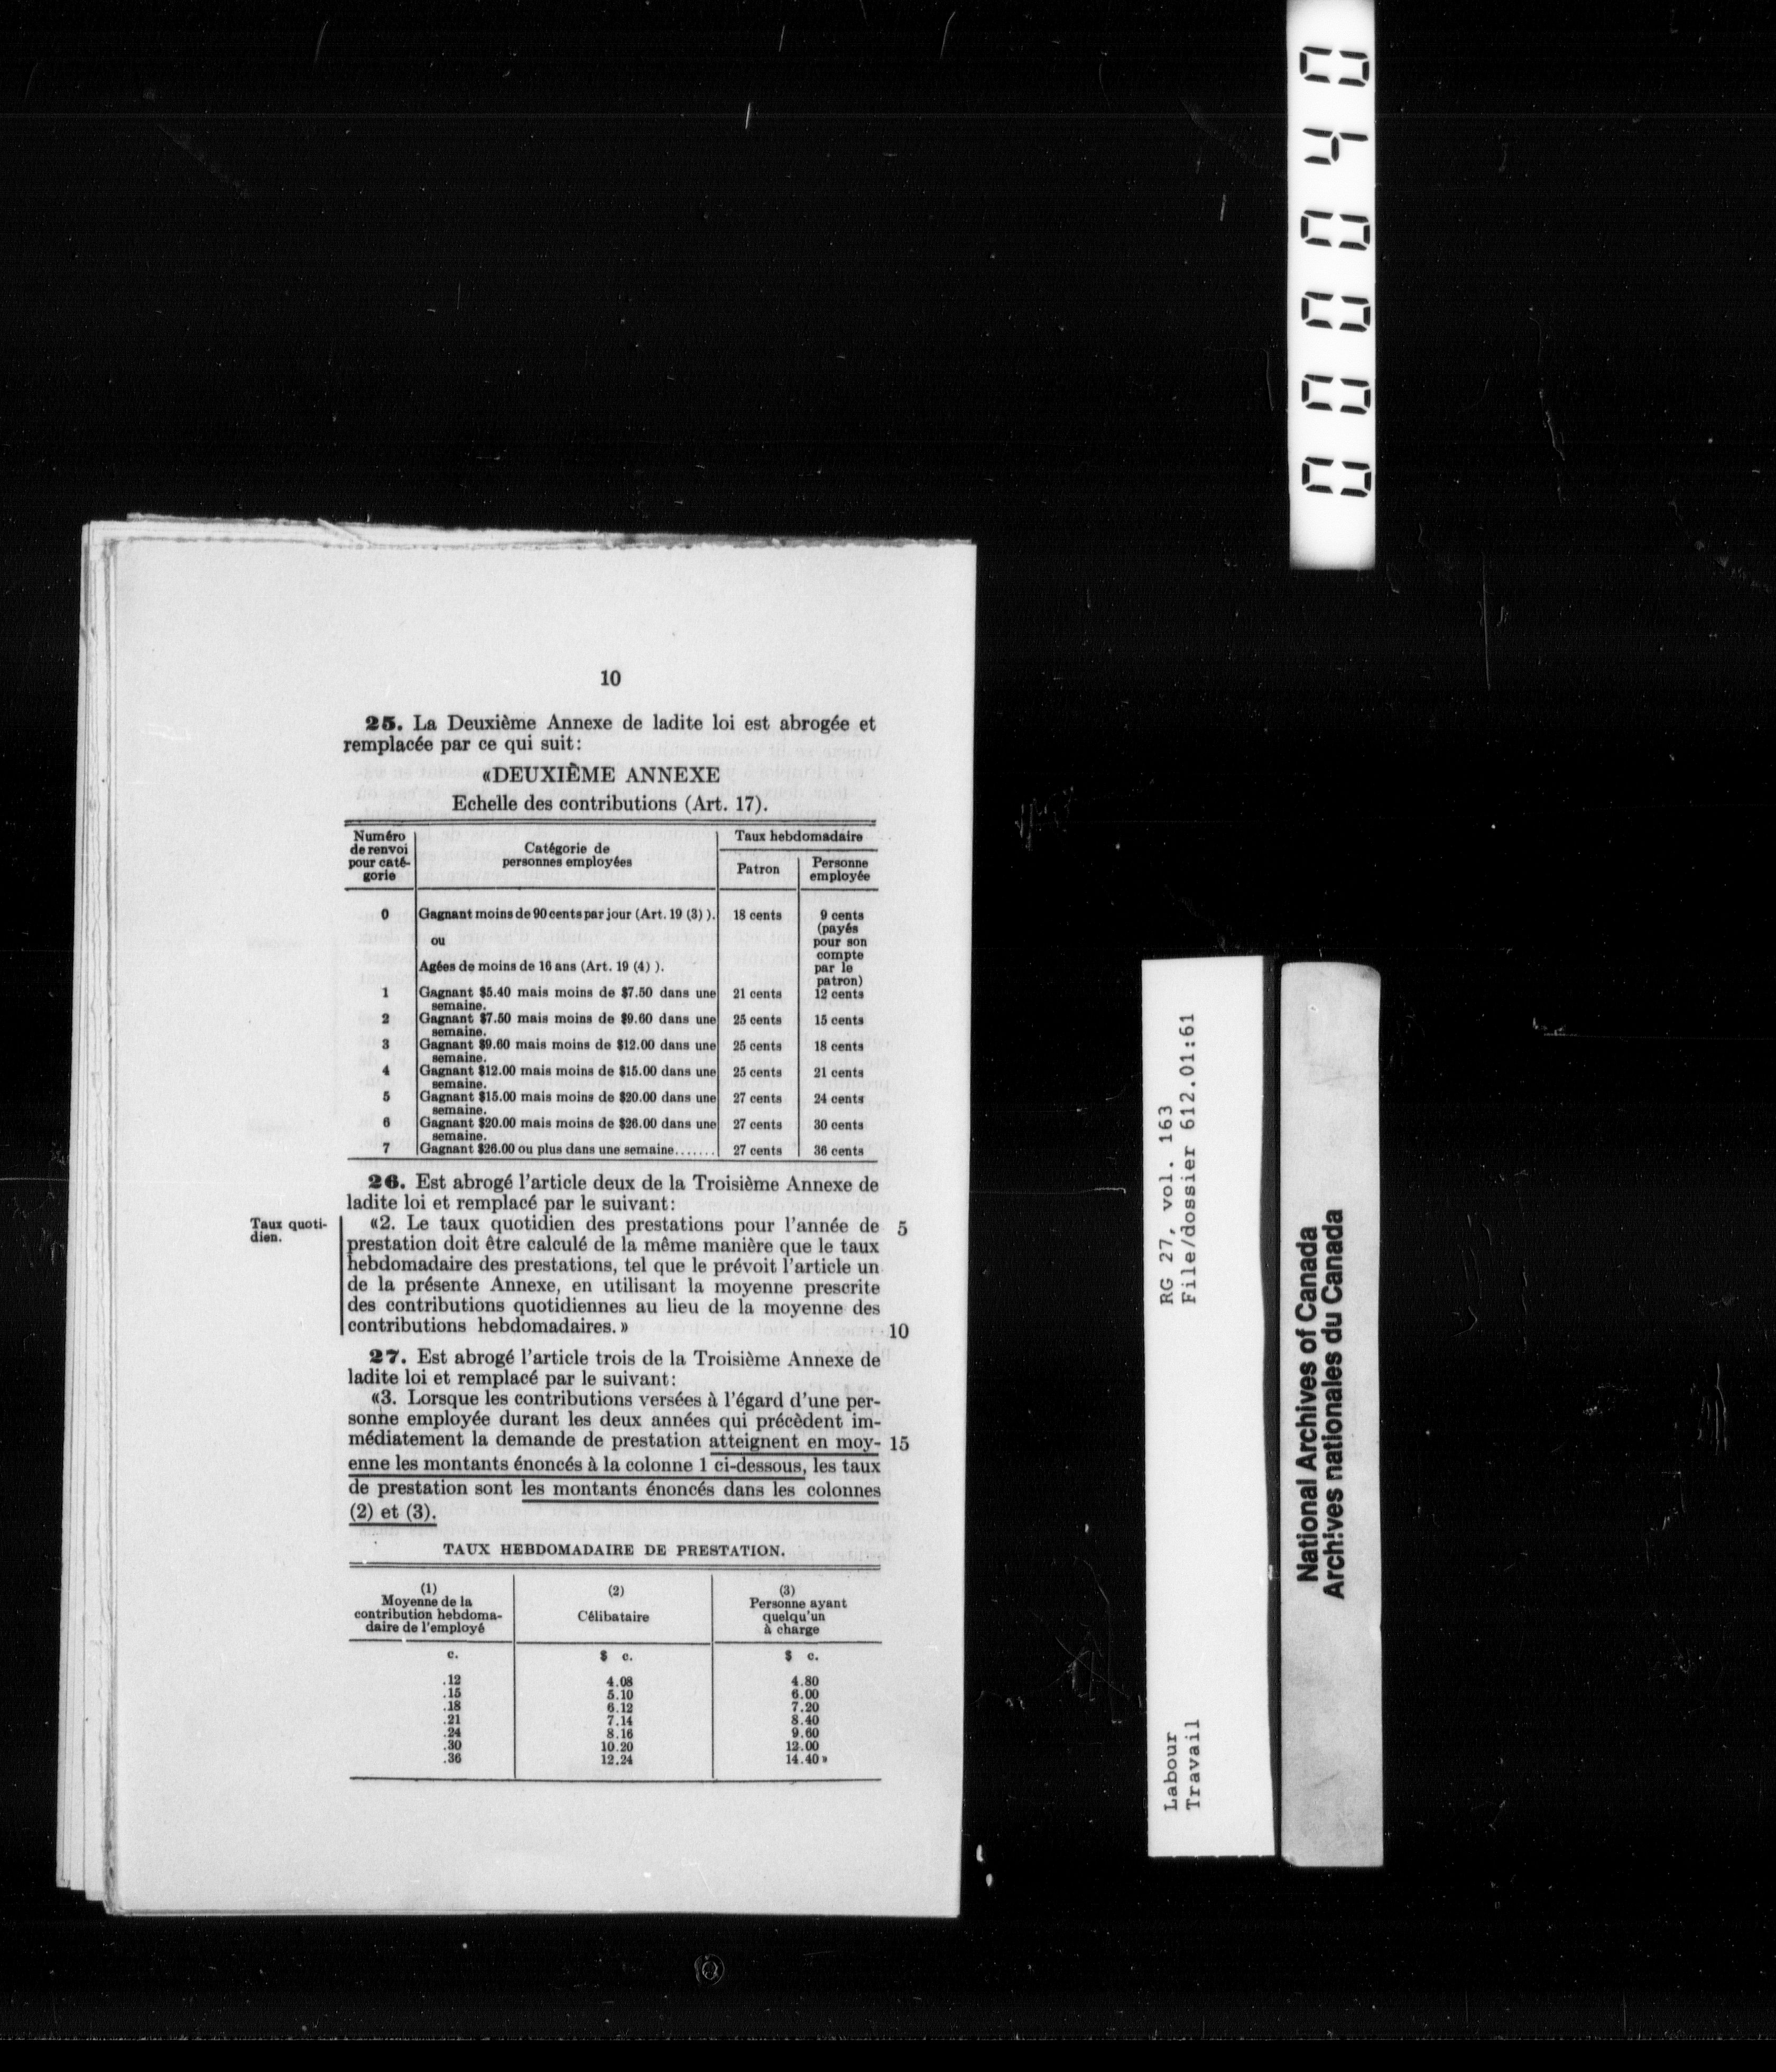 10
25. La Deuxième Annexe de ladite loi est abrogée et
remplacée par ce qui suit:
«DEUXIÈME ANNEXE
Echelle des contributions (Art. 17).
Numéro
de renvoi
pour caté-
gorie
Catégorie de
personnes employées
Taux hebdomadaire
Patron
Personne
employée
0 Gagnant moins de 90 cents par jour (Art. 19 (3) ). 18 cents 9 cents
(payés
ou pour son
compte
Agées de moins de 16 ans (Art. 19 (4) ). par le
patron)
1 Gagnant $5.40 mais moins de $7.50 dans une 21 cents 12 cents
semaine.
2 Gagnant $7.50 mais moins de $9.60 dans une 25 cents 15 cents
semaine.
3 Gagnant $9.60 mais moins de $12.00 dans une 25 cents 18 cents
semaine.
4 Gagnant $12.00 mais moins de $15.00 dans une 25 cents 21 cents
semaine.
5 Gagnant $15.00 mais moins de $20.00 dans une 27 cents 24 cents
semaine.
6 Gagnant $20.00 mais moins de $26.00 dans une 27 cents 30 cents
semaine.
7 Gagnant $26.00 ou plus dans une semaine....... 27 cents 36 cents
26. Est abrogé l'article deux de la Troisième Annexe de
ladite loi et remplacé par le suivant:
Taux quoti-
dien.
«2. Le taux quotidien des prestations pour l'année de 5
prestation doit être calculé de la même manière que le taux
hebdomadaire des prestations, tel que le prévoit l'article un
de la présente Annexe, en utilisant la moyenne prescrite
des contributions quotidiennes au lieu de la moyenne des
contributions hebdomadaires.» 10
27. Est abrogé l'article trois de la Troisième Annexe de
ladite loi et remplacé par le suivant:
«3. Lorsque les contributions versées à l'égard d'une per-
sonne employée durant les deux années qui précèdent im-
médiatement la demande de prestation atteignent en moy- 15
enne les montants énoncés à la colonne 1 ci-dessous, les taux
de prestation sont les montants énoncés dans les colonnes
(2) et (3).
TAUX HEBDOMADAIRE DE PRESTATION.
(1)
Moyenne de la
contribution hebdoma-
daire de l'employé
(2)
Célibataire
(3)
Personne ayant
quelqu'un
à charge
c. $ c. $ c.
.12 4.08 4.80
.15 5.10 6.00
.18 6.12 7.20
.21 7.14 8.40
.24 8.16 9.60
.30 10.20 12.00
.36 12.24 14.40»
000040
Labour RG 27, vol. 163
Travail File/dossier 612.01:61
National Archives of Canada
Archives nationales du Canada